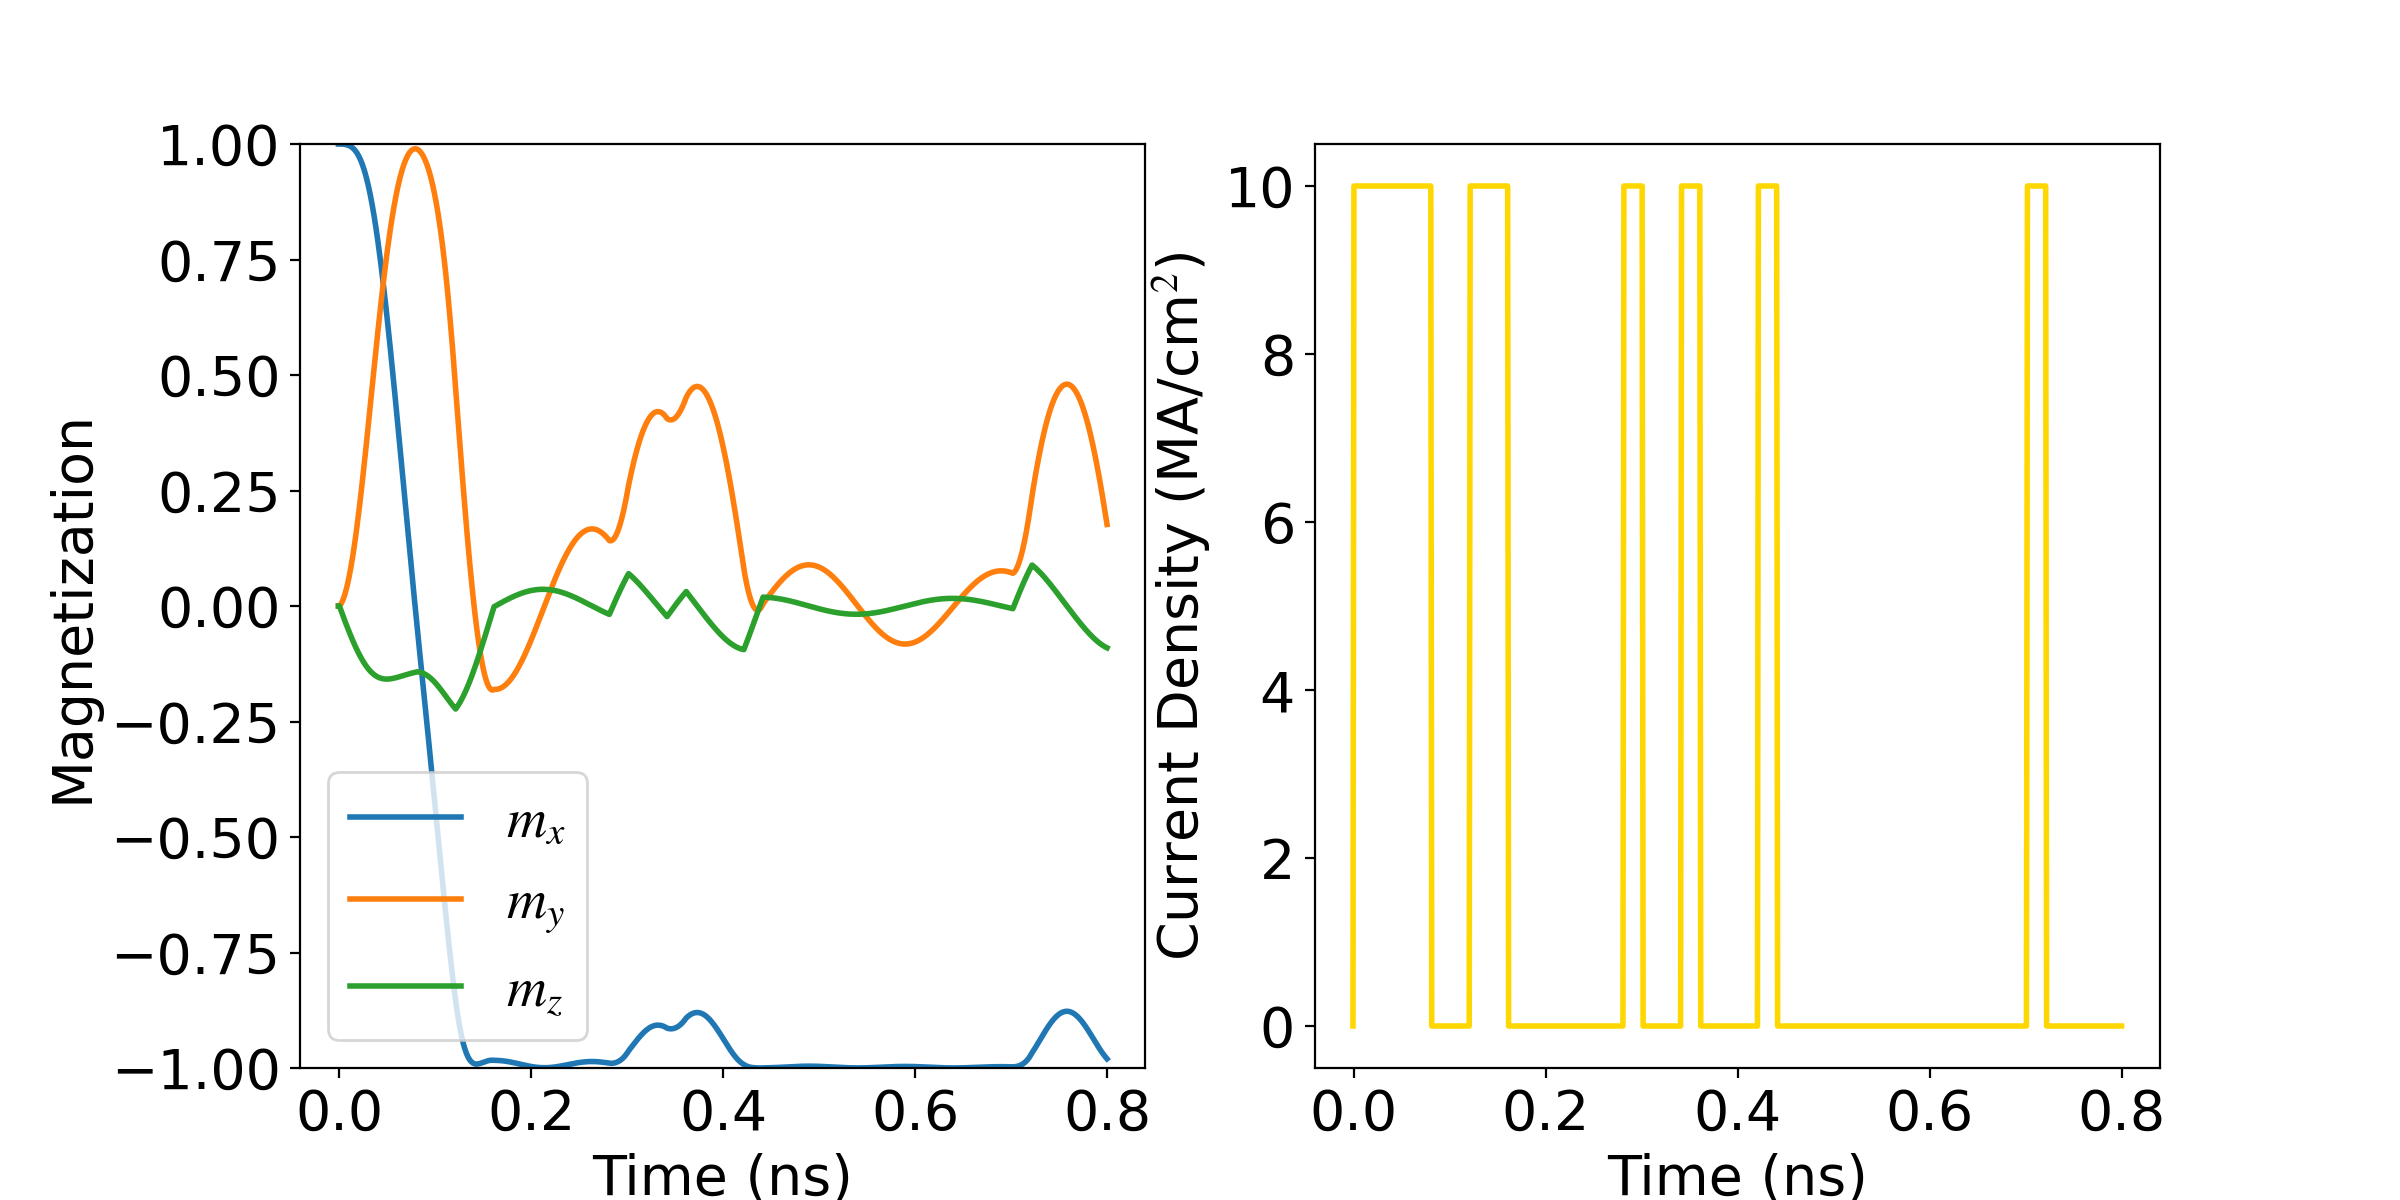 Magnetization
1.00
0.75
0.50
0.25
0.00
−0.25
−0.50
−0.75
−1.00
m_x
m_y
m_z
0.0 0.2 0.4 0.6 0.8
Time (ns)
Current Density (MA/cm²)
10
8
6
4
2
0
0.0 0.2 0.4 0.6 0.8
Time (ns)